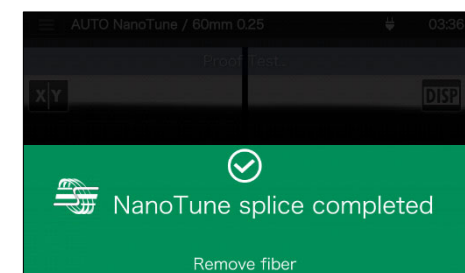 AUTO NanoTune / 60mm 0.25 03:36
Proof Test..
X Y DISP
NanoTune splice completed
Remove fiber